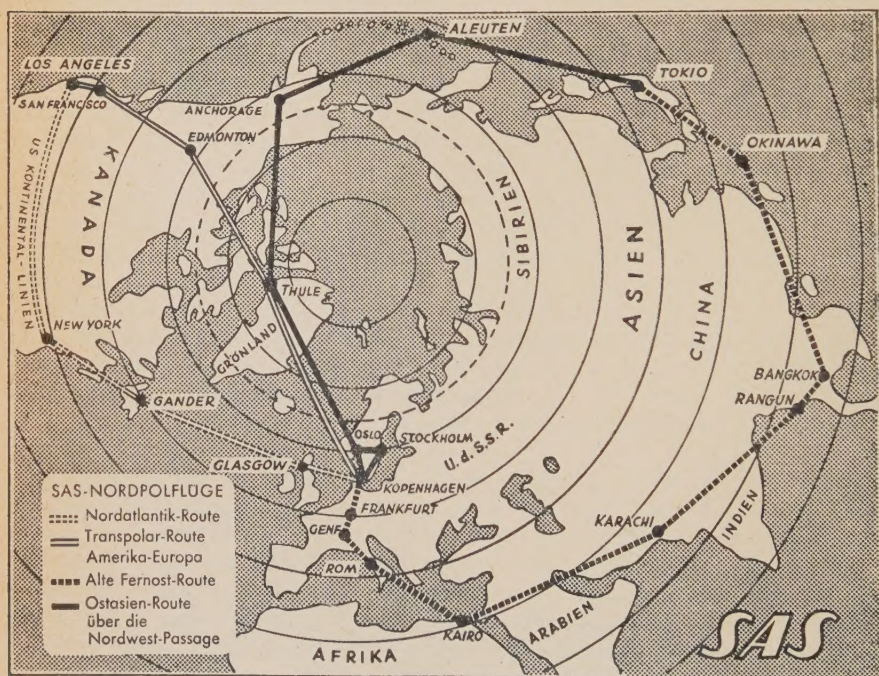 ALEUTEN
LOS ANGELES
TOKIO
SAN FRANCISCO
ANCHORAGE
EDMONTON
OKINAWA
US KONTINENTAL-LINIEN
KANADA
SIBIRIEN
ASIEN
CHINA
THULE
GRÖNLAND
NEW YORK
BANGKOK
RANGUN
GANDER
OSLO
STOCKHOLM
U.d.S.S.R.
GLASGOW
KOPENHAGEN
FRANKFURT
KARACHI
INDIEN
GENF
ROM
KAIRO
ARABIEN
AFRIKA
SAS-NORDPOLFLÜGE
Nordatlantik-Route
Transpolar-Route
Amerika-Europa
Alte Fernost-Route
Ostasien-Route
über die
Nordwest-Passage
SAS